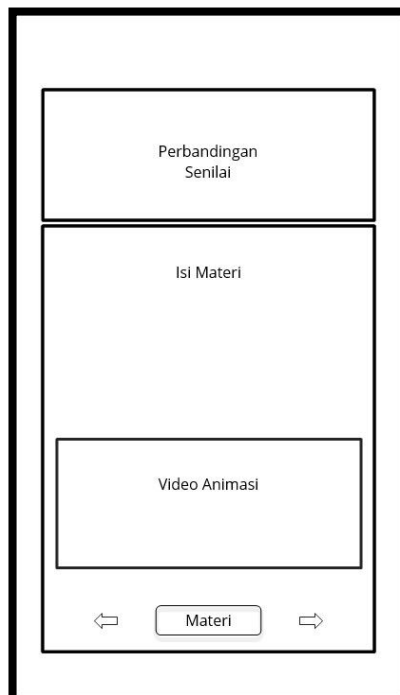 Perbandingan
Senilai
Isi Materi
Video Animasi
Materi